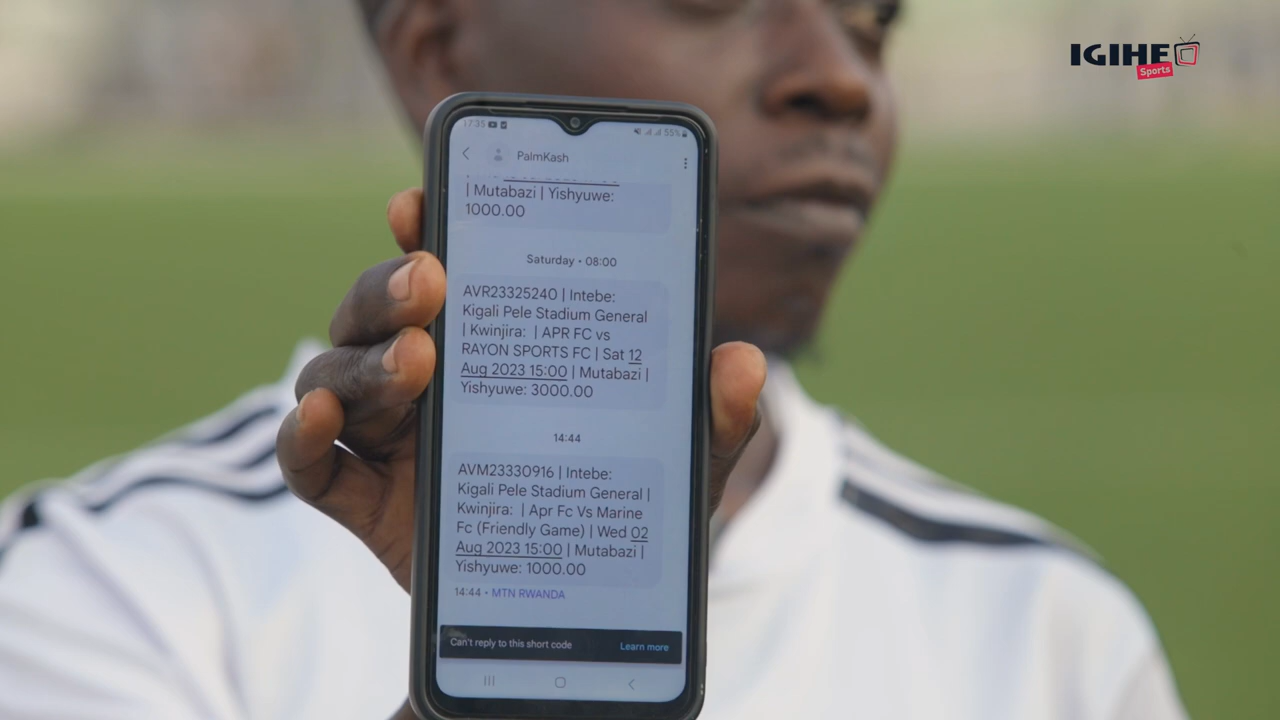 IGIHE
Sports
17:35
55%
PalmKash
| Mutabazi | Yishyuwe:
1000.00
Saturday • 08:00
AVR23325240 | Intebe:
Kigali Pele Stadium General
| Kwinjira:  | APR FC vs
RAYON SPORTS FC | Sat 12
Aug 2023 15:00 | Mutabazi |
Yishyuwe: 3000.00
14:44
AVM23330916 | Intebe:
Kigali Pele Stadium General |
Kwinjira:  | Apr Fc Vs Marine
Fc (Friendly Game) | Wed 02
Aug 2023 15:00 | Mutabazi |
Yishyuwe: 1000.00
14:44 • MTN RWANDA
Can't reply to this short code
Learn more